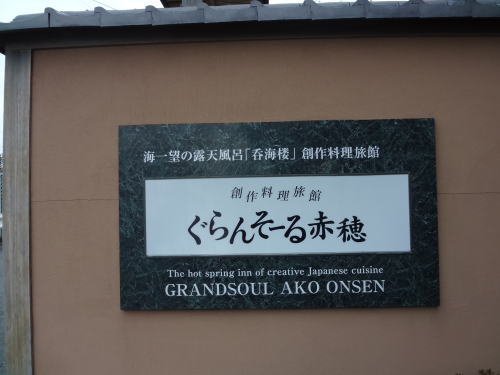 海一望の露天風呂「呑海楼」創作料理旅館
創作料理旅館
ぐらんそーる赤穂
The hot spring inn of creative Japanese cuisine
GRANDSOUL AKO ONSEN